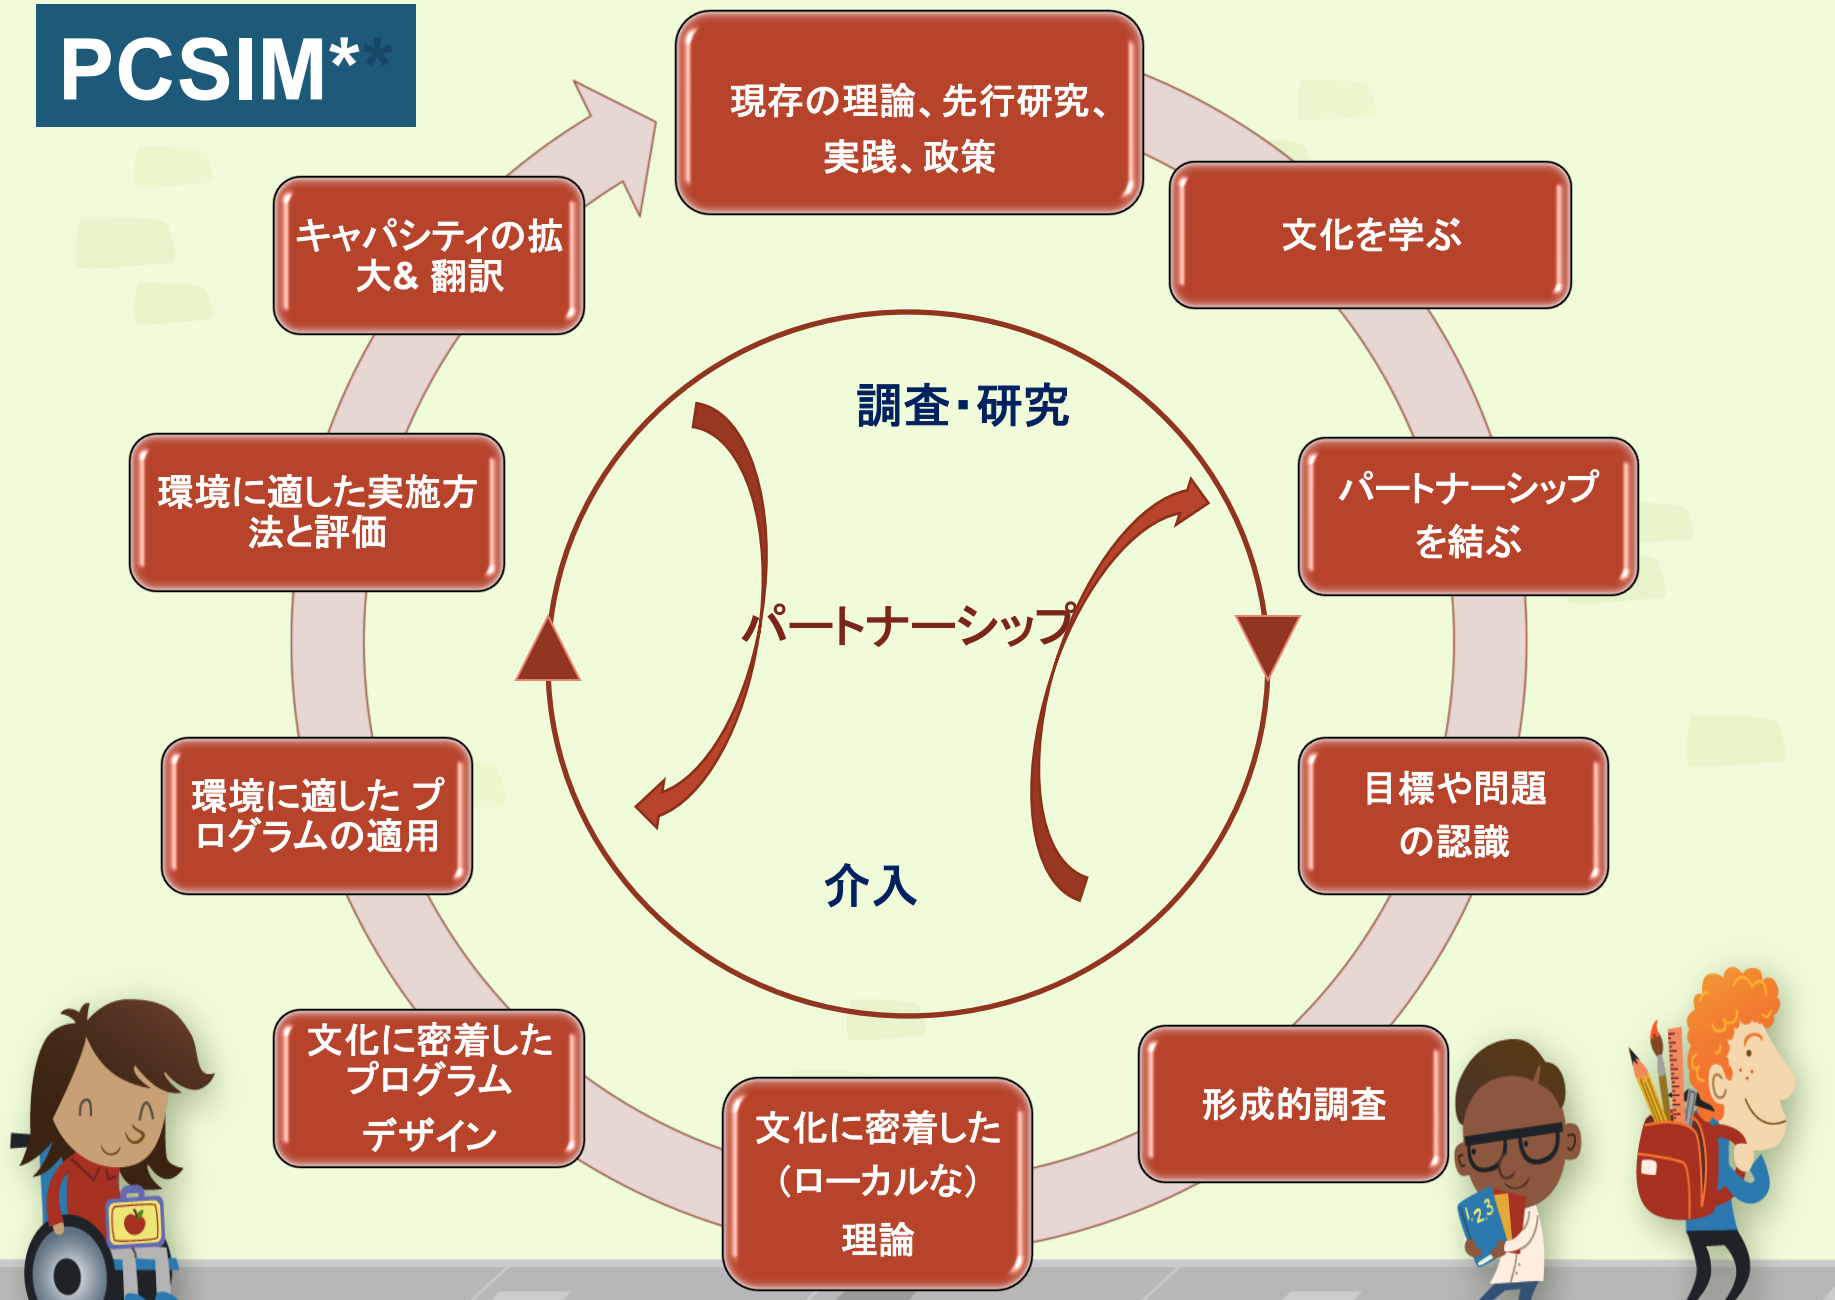 PCSIM**
現存の理論、先行研究、
実践、政策
文化を学ぶ
パートナーシップ
を結ぶ
目標や問題
の認識
形成的調査
文化に密着した
（ローカルな）
理論
文化に密着した
プログラム
デザイン
環境に適した プ
ログラムの適用
環境に適した実施方
法と評価
キャパシティの拡
大& 翻訳
調査・研究
パートナーシップ
介入
1,2,3